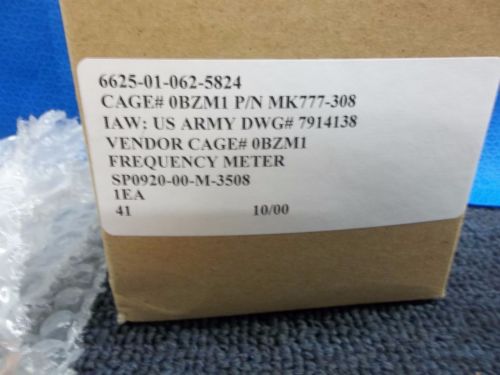 6625-01-062-5824
CAGE# 0BZM1 P/N MK777-308
IAW: US ARMY DWG# 7914138
VENDOR CAGE# 0BZM1
FREQUENCY METER
SP0920-00-M-3508
1EA
41 10/00